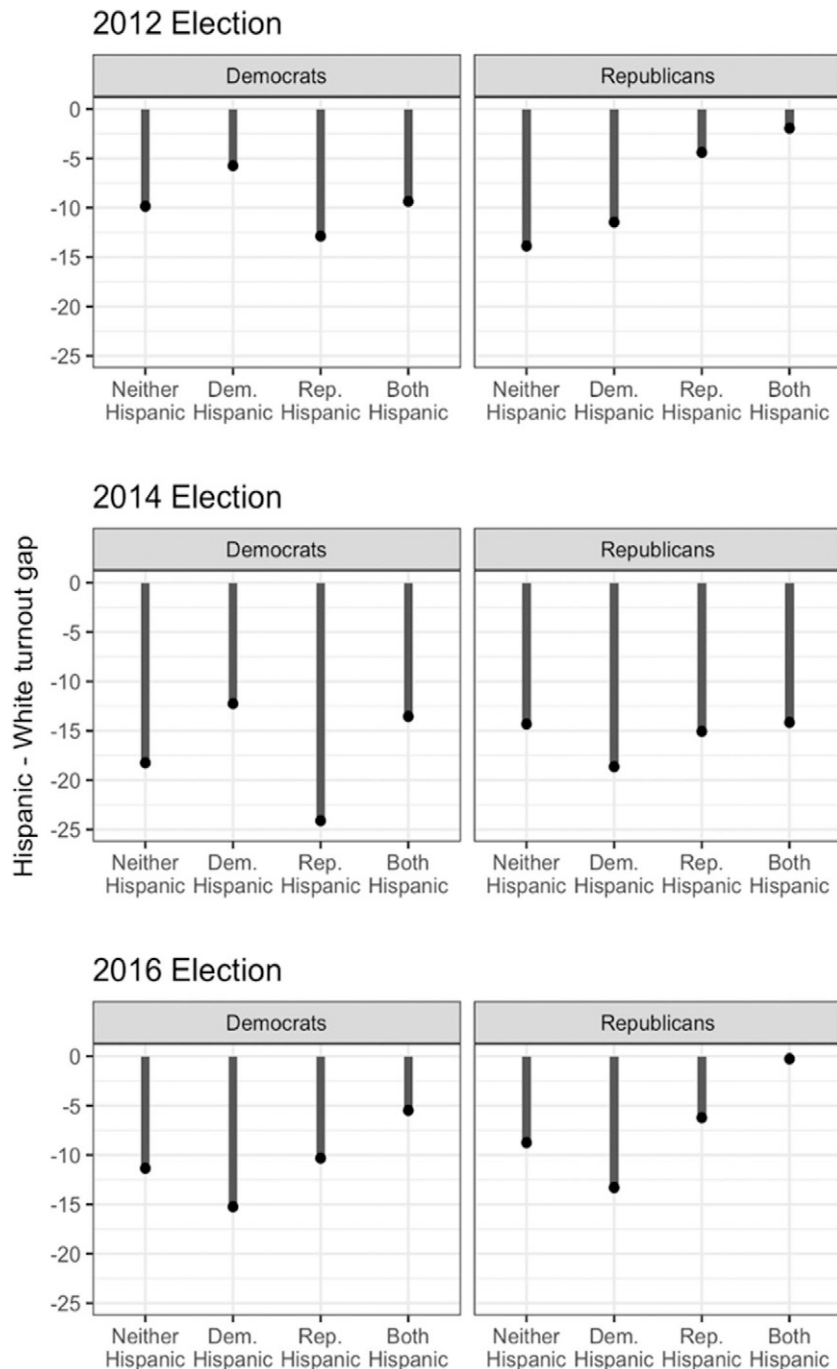 2012 Election
Democrats Republicans
0
-5
-10
-15
-20
-25
Neither Dem. Rep. Both Neither Dem. Rep. Both
Hispanic Hispanic Hispanic Hispanic Hispanic Hispanic Hispanic Hispanic
Hispanic - White turnout gap
2014 Election
Democrats Republicans
0
-5
-10
-15
-20
-25
Neither Dem. Rep. Both Neither Dem. Rep. Both
Hispanic Hispanic Hispanic Hispanic Hispanic Hispanic Hispanic Hispanic
2016 Election
Democrats Republicans
0
-5
-10
-15
-20
-25
Neither Dem. Rep. Both Neither Dem. Rep. Both
Hispanic Hispanic Hispanic Hispanic Hispanic Hispanic Hispanic Hispanic